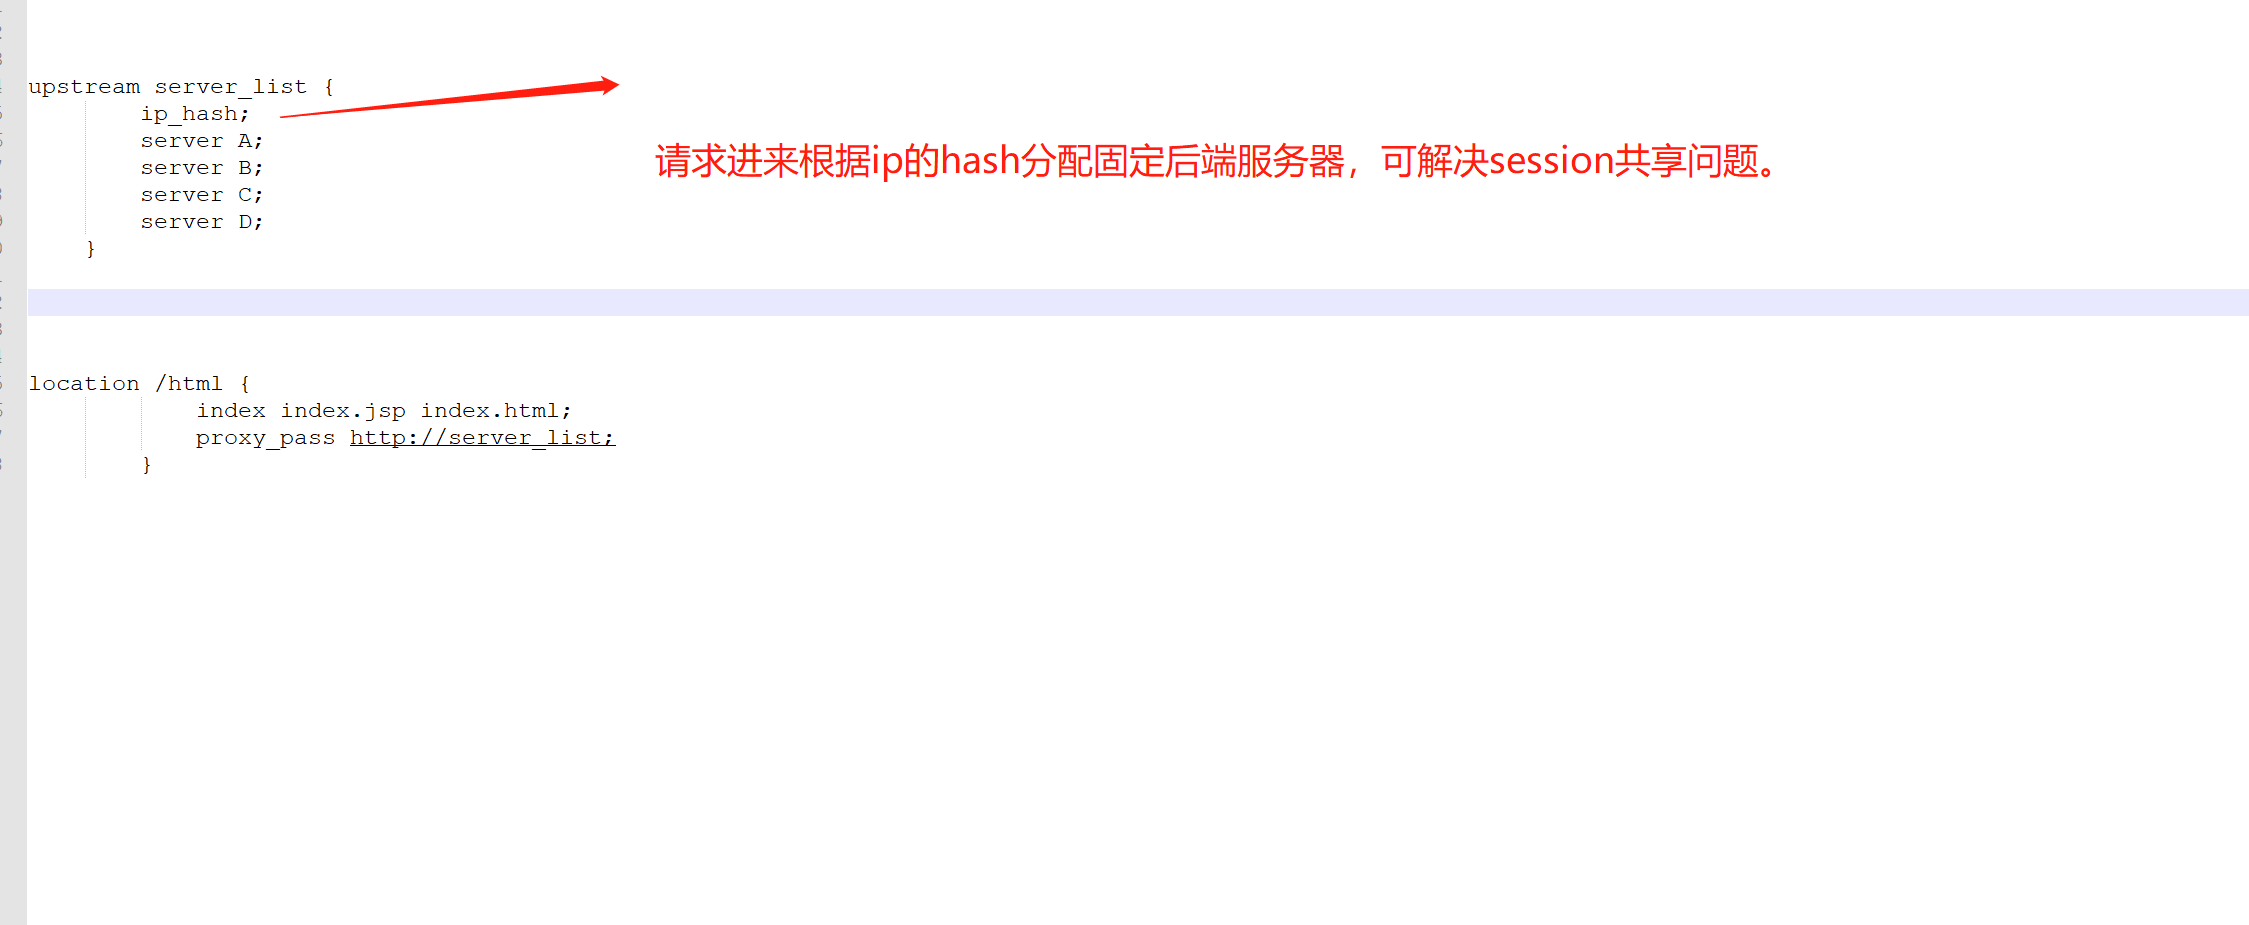 upstream server_list {
ip_hash;
server A;
server B;
server C;
server D;
}
请求进来根据ip的hash分配固定后端服务器，可解决session共享问题。
location /html {
index index.jsp index.html;
proxy_pass http://server_list;
}